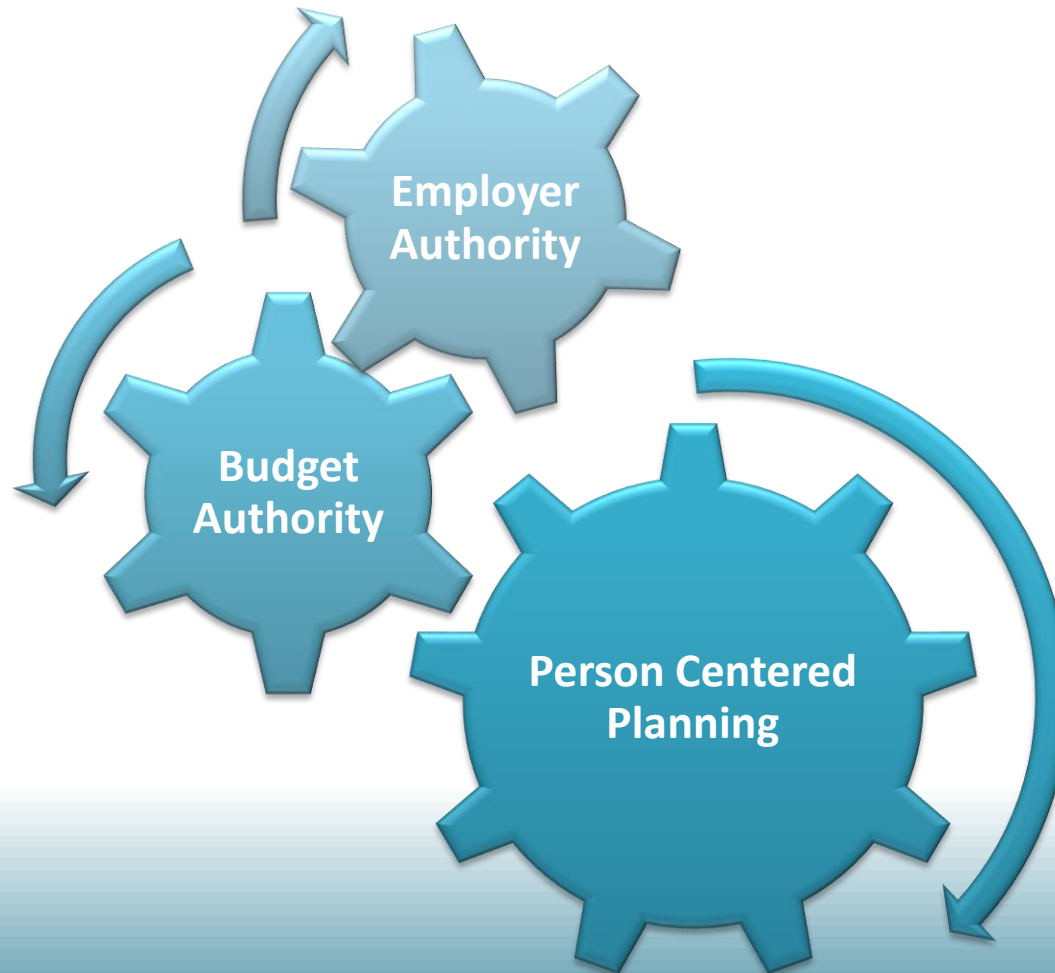 Employer
Authority
Budget
Authority
Person Centered
Planning